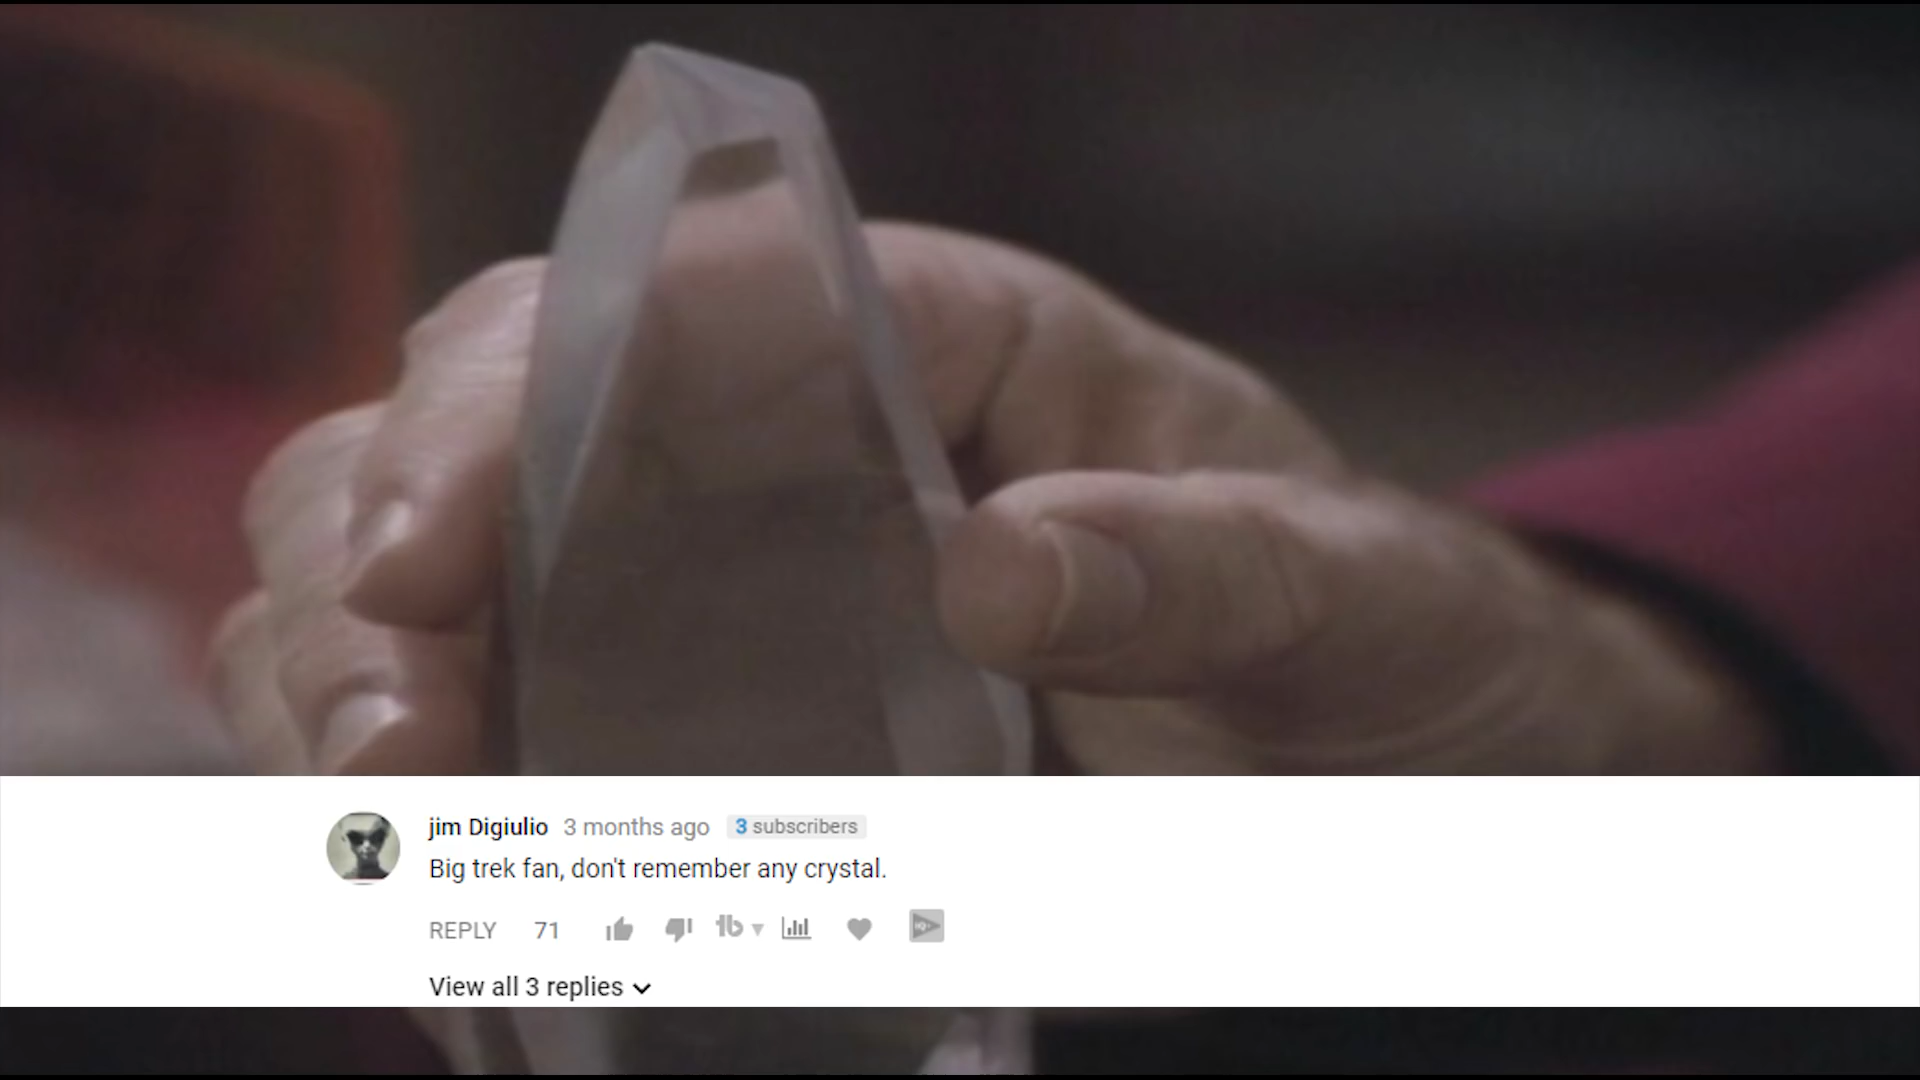 jim Digiulio 3 months ago 3 subscribers
Big trek fan, don't remember any crystal.
REPLY 71
View all 3 replies